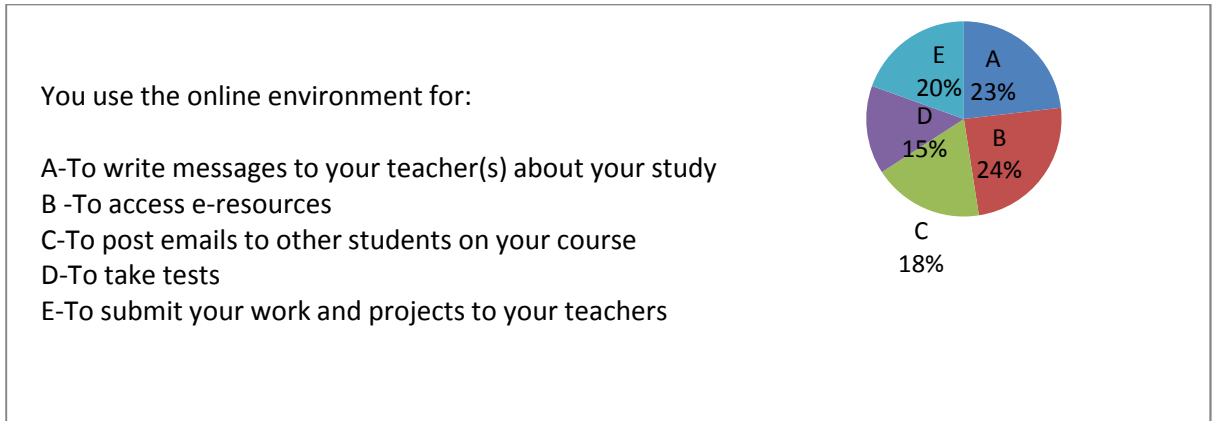 You use the online environment for:
A-To write messages to your teacher(s) about your study
B -To access e-resources
C-To post emails to other students on your course
D-To take tests
E-To submit your work and projects to your teachers
E
20%
A
23%
D
15%
B
24%
C
18%